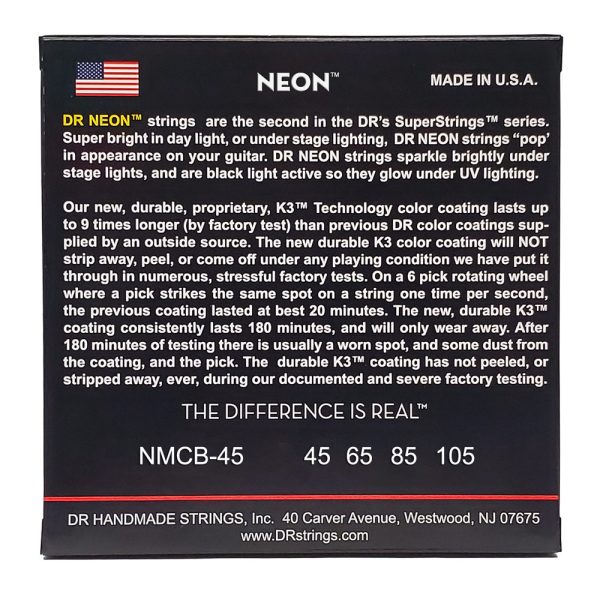 NEON™
MADE IN U.S.A.
DR NEON™ strings are the second in the DR's SuperStrings™ series.
Super bright in day light, or under stage lighting, DR NEON strings “pop’
in appearance on your guitar. DR NEON strings sparkle brightly under
stage lights, and are black light active so they glow under UV lighting.
Our new, durable, proprietary, K3™ Technology color coating lasts up
to 9 times longer (by factory test) than previous DR color coatings sup-
plied by an outside source. The new durable K3 color coating will NOT
strip away, peel, or come off under any playing condition we have put it
through in numerous, stressful factory tests. On a 6 pick rotating wheel
where a pick strikes the same spot on a string one time per second,
the previous coating lasted at best 20 minutes. The new, durable K3™
coating consistently lasts 180 minutes, and will only wear away. After
180 minutes of testing there is usually a worn spot, and some dust from
the coating, and the pick. The durable K3™ coating has not peeled, or
stripped away, ever, during our documented and severe factory testing.
THE DIFFERENCE IS REAL™
NMCB-45 45 65 85 105
DR HANDMADE STRINGS, Inc. 40 Carver Avenue, Westwood, NJ 07675
www.DRstrings.com